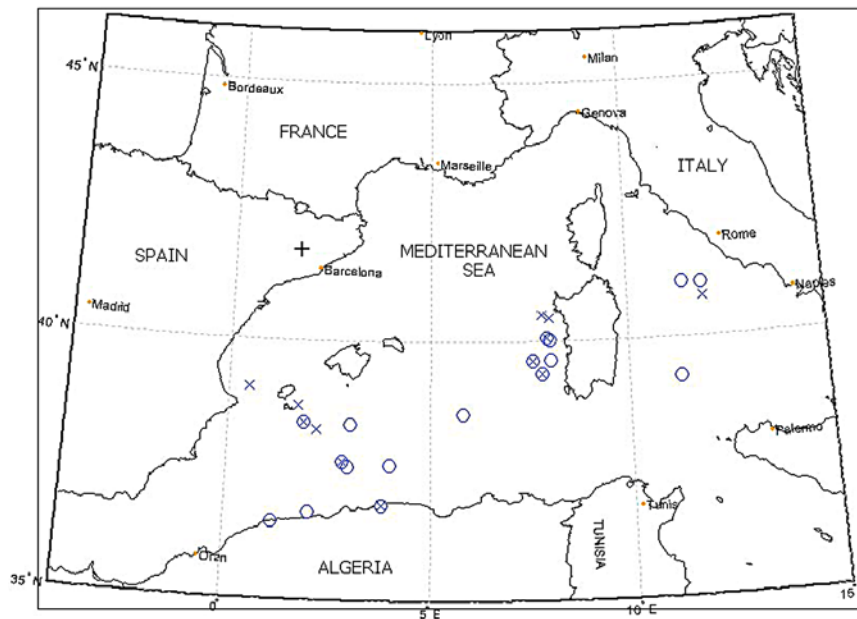 Lyon
Milan
45°N
Bordeaux
Genova
FRANCE
Marseille
ITALY
SPAIN
MEDITERRANEAN
SEA
Rome
Barcelona
Naples
Madrid
40°N
Palermo
Tunis
Oran
TUNISIA
ALGERIA
35°N
0°
5°E
10°E
15